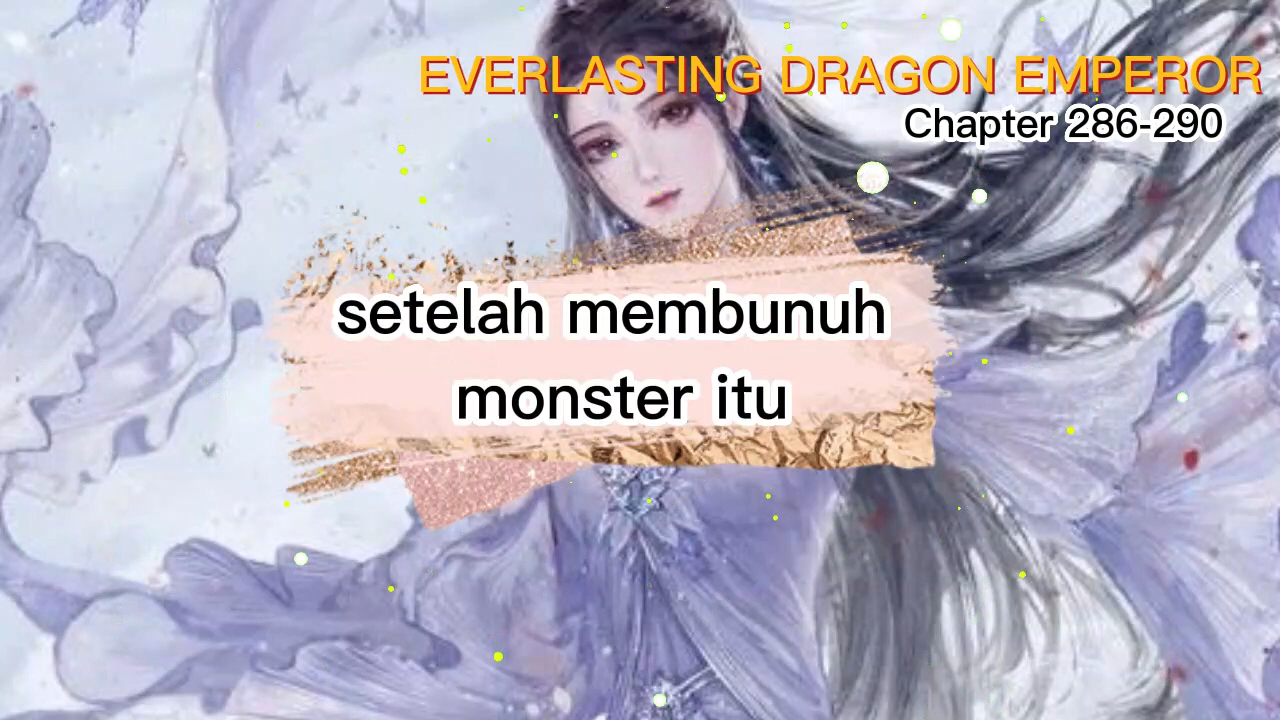 EVERLASTING DRAGON EMPEROR
Chapter 286-290
setelah membunuh
monster itu